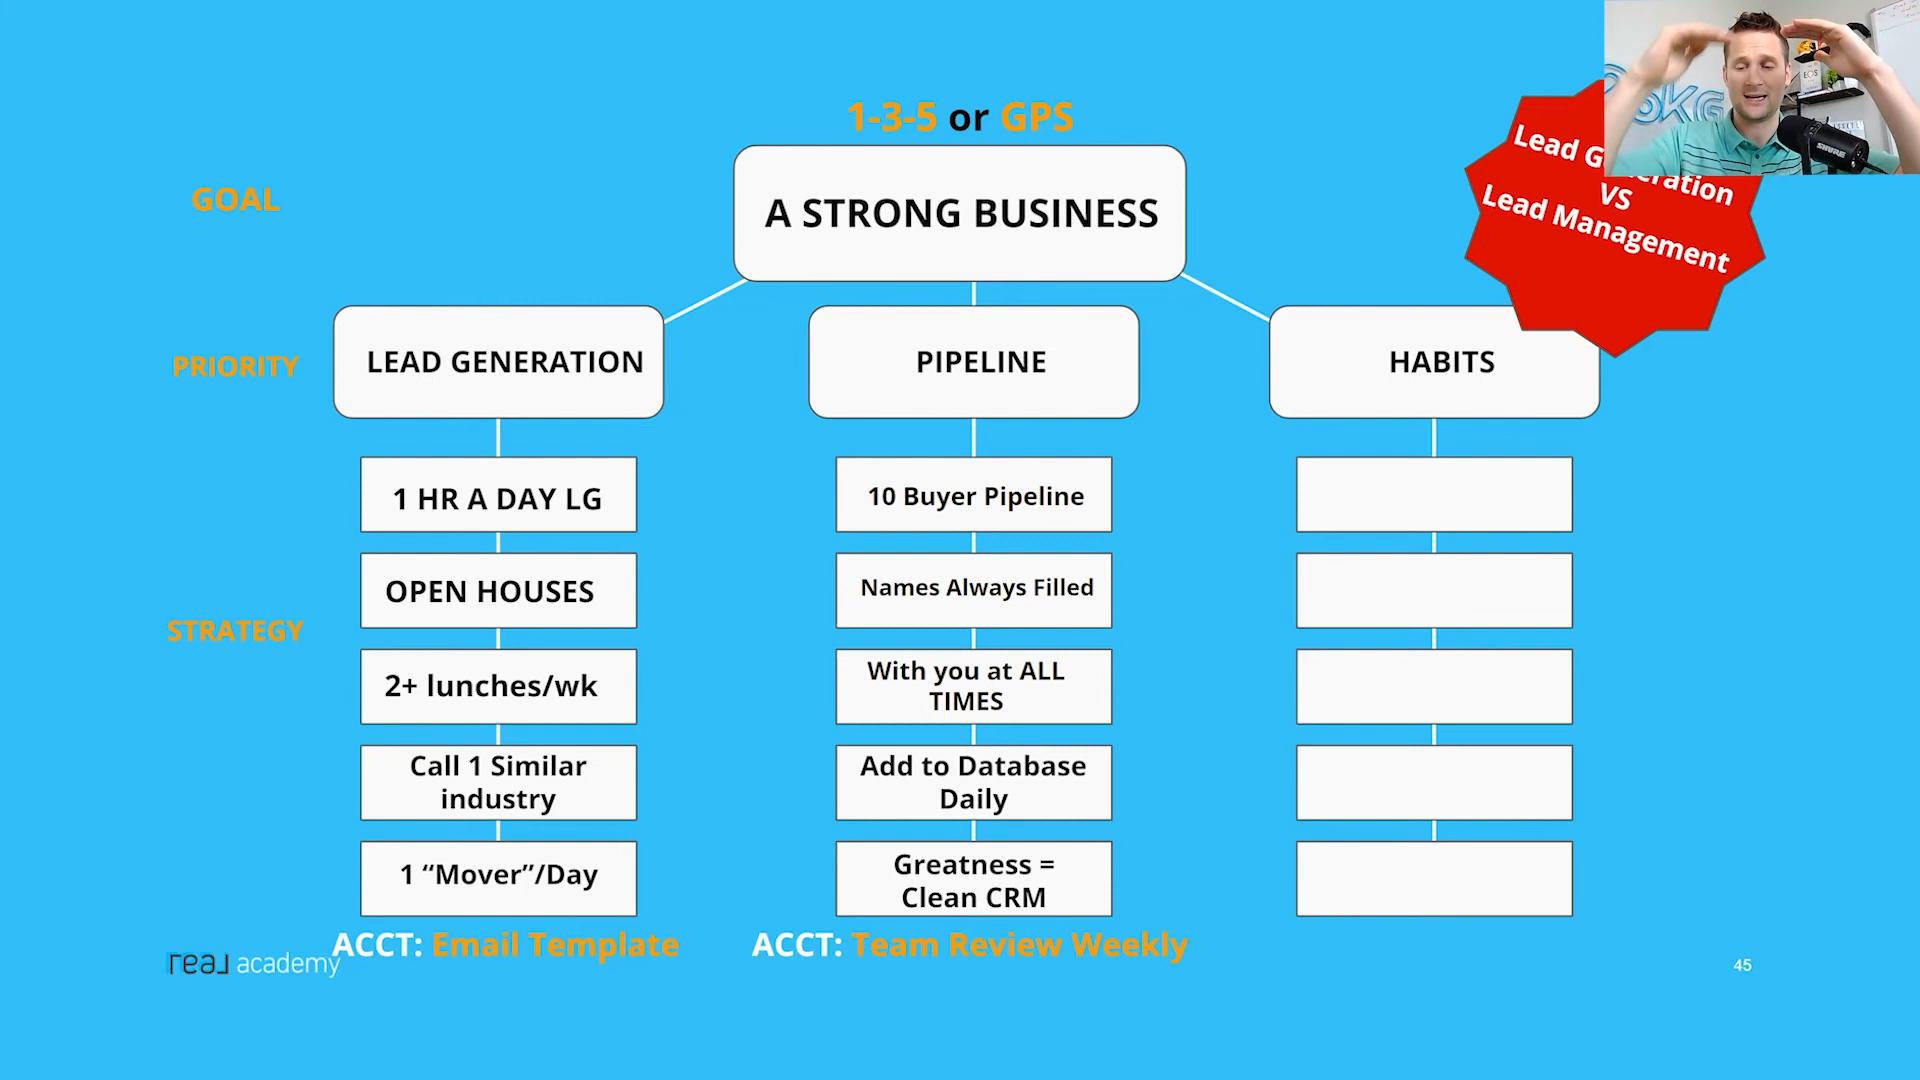 1-3-5 or GPS
GOAL
A STRONG BUSINESS
Lead G
eration
VS
Lead Management
EOS
SHURE
PRIORITY
LEAD GENERATION
PIPELINE
HABITS
STRATEGY
1 HR A DAY LG
OPEN HOUSES
2+ lunches/wk
Call 1 Similar
industry
1 “Mover”/Day
10 Buyer Pipeline
Names Always Filled
With you at ALL
TIMES
Add to Database
Daily
Greatness =
Clean CRM
ACCT: Email Template
ACCT: Team Review Weekly
real academy
45